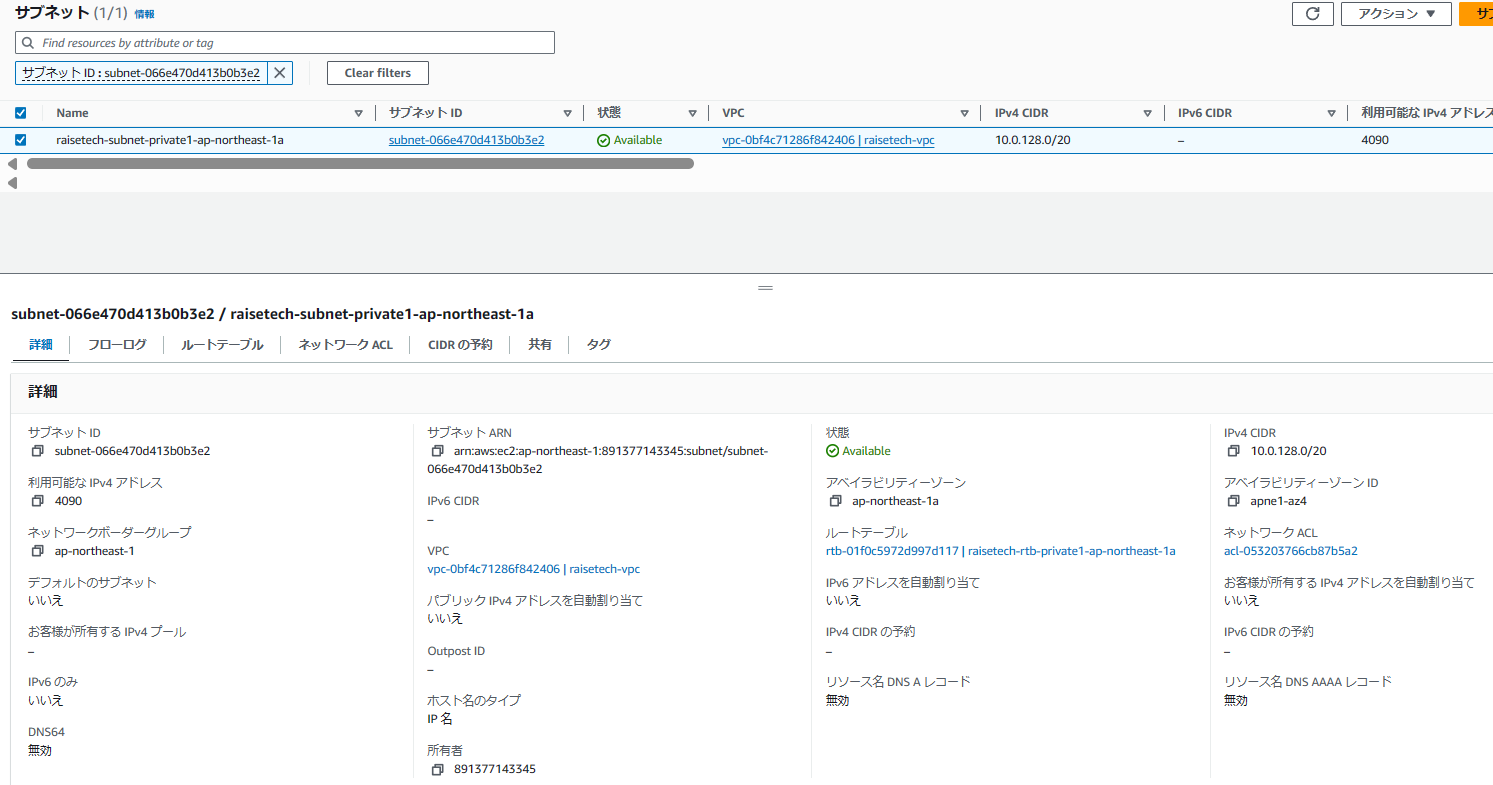 サブネット (1/1) 情報
アクション ▼
サブ
Find resources by attribute or tag
サブネット ID : subnet-066e470d413b0b3e2
Clear filters
Name サブネット ID 状態 VPC IPv4 CIDR IPv6 CIDR 利用可能な IPv4 アドレス
raisetech-subnet-private1-ap-northeast-1a subnet-066e470d413b0b3e2 Available vpc-0bf4c71286f842406 | raisetech-vpc 10.0.128.0/20 – 4090
subnet-066e470d413b0b3e2 / raisetech-subnet-private1-ap-northeast-1a
詳細 フローログ ルートテーブル ネットワーク ACL CIDR の予約 共有 タグ
詳細
サブネット ID
subnet-066e470d413b0b3e2
利用可能な IPv4 アドレス
4090
ネットワークボーダーグループ
ap-northeast-1
デフォルトのサブネット
いいえ
お客様が所有する IPv4 プール
–
IPv6 のみ
いいえ
DNS64
無効
サブネット ARN
arn:aws:ec2:ap-northeast-1:891377143345:subnet/subnet-
066e470d413b0b3e2
IPv6 CIDR
–
VPC
vpc-0bf4c71286f842406 | raisetech-vpc
パブリック IPv4 アドレスを自動割り当て
いいえ
Outpost ID
–
ホスト名のタイプ
IP 名
所有者
891377143345
状態
Available
アベイラビリティーゾーン
ap-northeast-1a
ルートテーブル
rtb-01f0c5972d997d117 | raisetech-rtb-private1-ap-northeast-1a
IPv6 アドレスを自動割り当て
いいえ
IPv4 CIDR の予約
–
リソース名 DNS A レコード
無効
IPv4 CIDR
10.0.128.0/20
アベイラビリティーゾーン ID
apne1-az4
ネットワーク ACL
acl-053203766cb87b5a2
お客様が所有する IPv4 アドレスを自動割り当て
いいえ
IPv6 CIDR の予約
–
リソース名 DNS AAAA レコード
無効